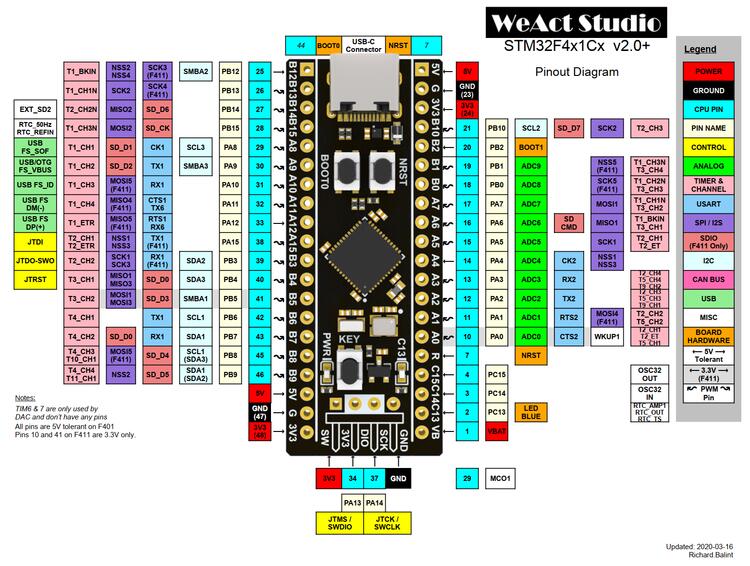 WeAct Studio
STM32F4x1Cx v2.0+
Pinout Diagram
44 BOOT0 USB-C Connector NRST 7
T1_BKIN NSS2 NSS4 SCK3 (F411) SMBA2 PB12 25 B12 5V 5V
T1_CH1N SCK2 SCK4 (F411) PB13 26 B13 G GND (23)
EXT_SD2 T2_CH2N MISO2 SD_D6 PB14 27 B14 3V3 3V3 (24)
RTC_50Hz RTC_REFIN T1_CH3N MOSI2 SD_CK PB15 28 B15 B10 21 PB10 SCL2 SD_D7 SCK2 T2_CH3
USB FS_SOF T1_CH1 SD_D1 CK1 SCL3 PA8 29 A8 B2 20 PB2 BOOT1
USB/OTG FS_VBUS T1_CH2 SD_D2 TX1 SMBA3 PA9 30 A9 B1 19 PB1 ADC9 NSS5 (F411) T1_CH3N T3_CH4
USB FS_ID T1_CH3 MOSI5 (F411) RX1 PA10 31 A10 B0 18 PB0 ADC8 SCK5 (F411) T1_CH2N T3_CH3
USB FS DM(-) T1_CH4 MISO4 (F411) CTS1 TX6 PA11 32 A11 A7 17 PA7 ADC7 MOSI1 T1_CH1N T3_CH2
USB FS DP(+) T1_ETR MISO5 (F411) RTS1 RX6 PA12 33 A12 A6 16 PA6 ADC6 SD CMD MISO1 T1_BKIN T3_CH1
JTDI T2_CH1 T2_ETR NSS1 NSS3 TX1 (F411) PA15 38 A15 A5 15 PA5 ADC5 SCK1 T2_CH1 T2_ET
JTDO-SWO T2_CH2 SCK1 SCK3 RX1 (F411) SDA2 PB3 39 B3 A4 14 PA4 ADC4 CK2 NSS1 NSS3
JTRST T3_CH1 MISO1 MISO3 SD_D0 SDA3 PB4 40 B4 A3 13 PA3 ADC3 RX2 T2_CH4 T5_CH4 T9_CH2
T3_CH2 MOSI1 MOSI3 SD_D3 SMBA1 PB5 41 B5 A2 12 PA2 ADC2 TX2 T2_CH3 T5_CH3 T9_CH1
T4_CH1 TX1 SCL1 PB6 42 B6 A1 11 PA1 ADC1 RTS2 MOSI4 (F411) T2_CH2 T5_CH2
T4_CH2 SD_D0 RX1 SDA1 PB7 43 B7 A0 10 PA0 ADC0 CTS2 WKUP1 T2_CH1 T2_ET T5_CH1
T4_CH3 T10_CH1 MOSI5 (F411) SD_D4 SCL1 (SDA3) PB8 45 B8 R 7 NRST
T4_CH4 T11_CH1 NSS2 SD_D5 SDA1 (SDA2) PB9 46 B9 C15 4 PC15 OSC32 OUT
5V 5V C14 3 PC14 OSC32 IN
GND (47) G C13 2 PC13 LED BLUE RTC_AMP1 RTC_OUT RTC_TS
3V3 (48) 3V3 VB 1 VBAT
BOOT0 NRST
KEY
PWR C13
SW 3V3 DIO SCK GND
3V3 34 37 GND 29 MCO1
PA13 PA14
JTMS / SWDIO
JTCK / SWCLK
Legend
POWER
GROUND
CPU PIN
PIN NAME
CONTROL
ANALOG
TIMER & CHANNEL
USART
SPI / I2S
SDIO (F411 Only)
I2C
CAN BUS
USB
MISC
BOARD HARDWARE
5V Tolerant
3.3V (F411)
PWM Pin
Notes:
TIM6 & 7 are only used by
DAC and don't have any pins
All pins are 5V tolerant on F401
Pins 10 and 41 on F411 are 3.3V only.
Updated: 2020-03-16
Richard.Balint